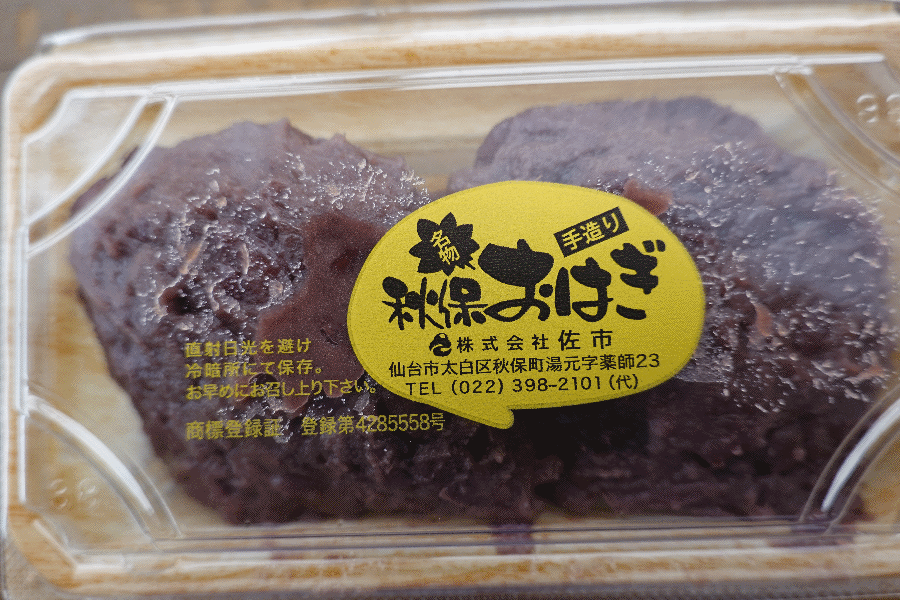 名物
手造り
秋保おはぎ
株式会社佐市
仙台市太白区秋保町湯元字薬師23
TEL (022) 398-2101 (代)
直射日光を避け
冷暗所にて保存。
お早めにお召し上り下さい。
商標登録証 登録第4285558号